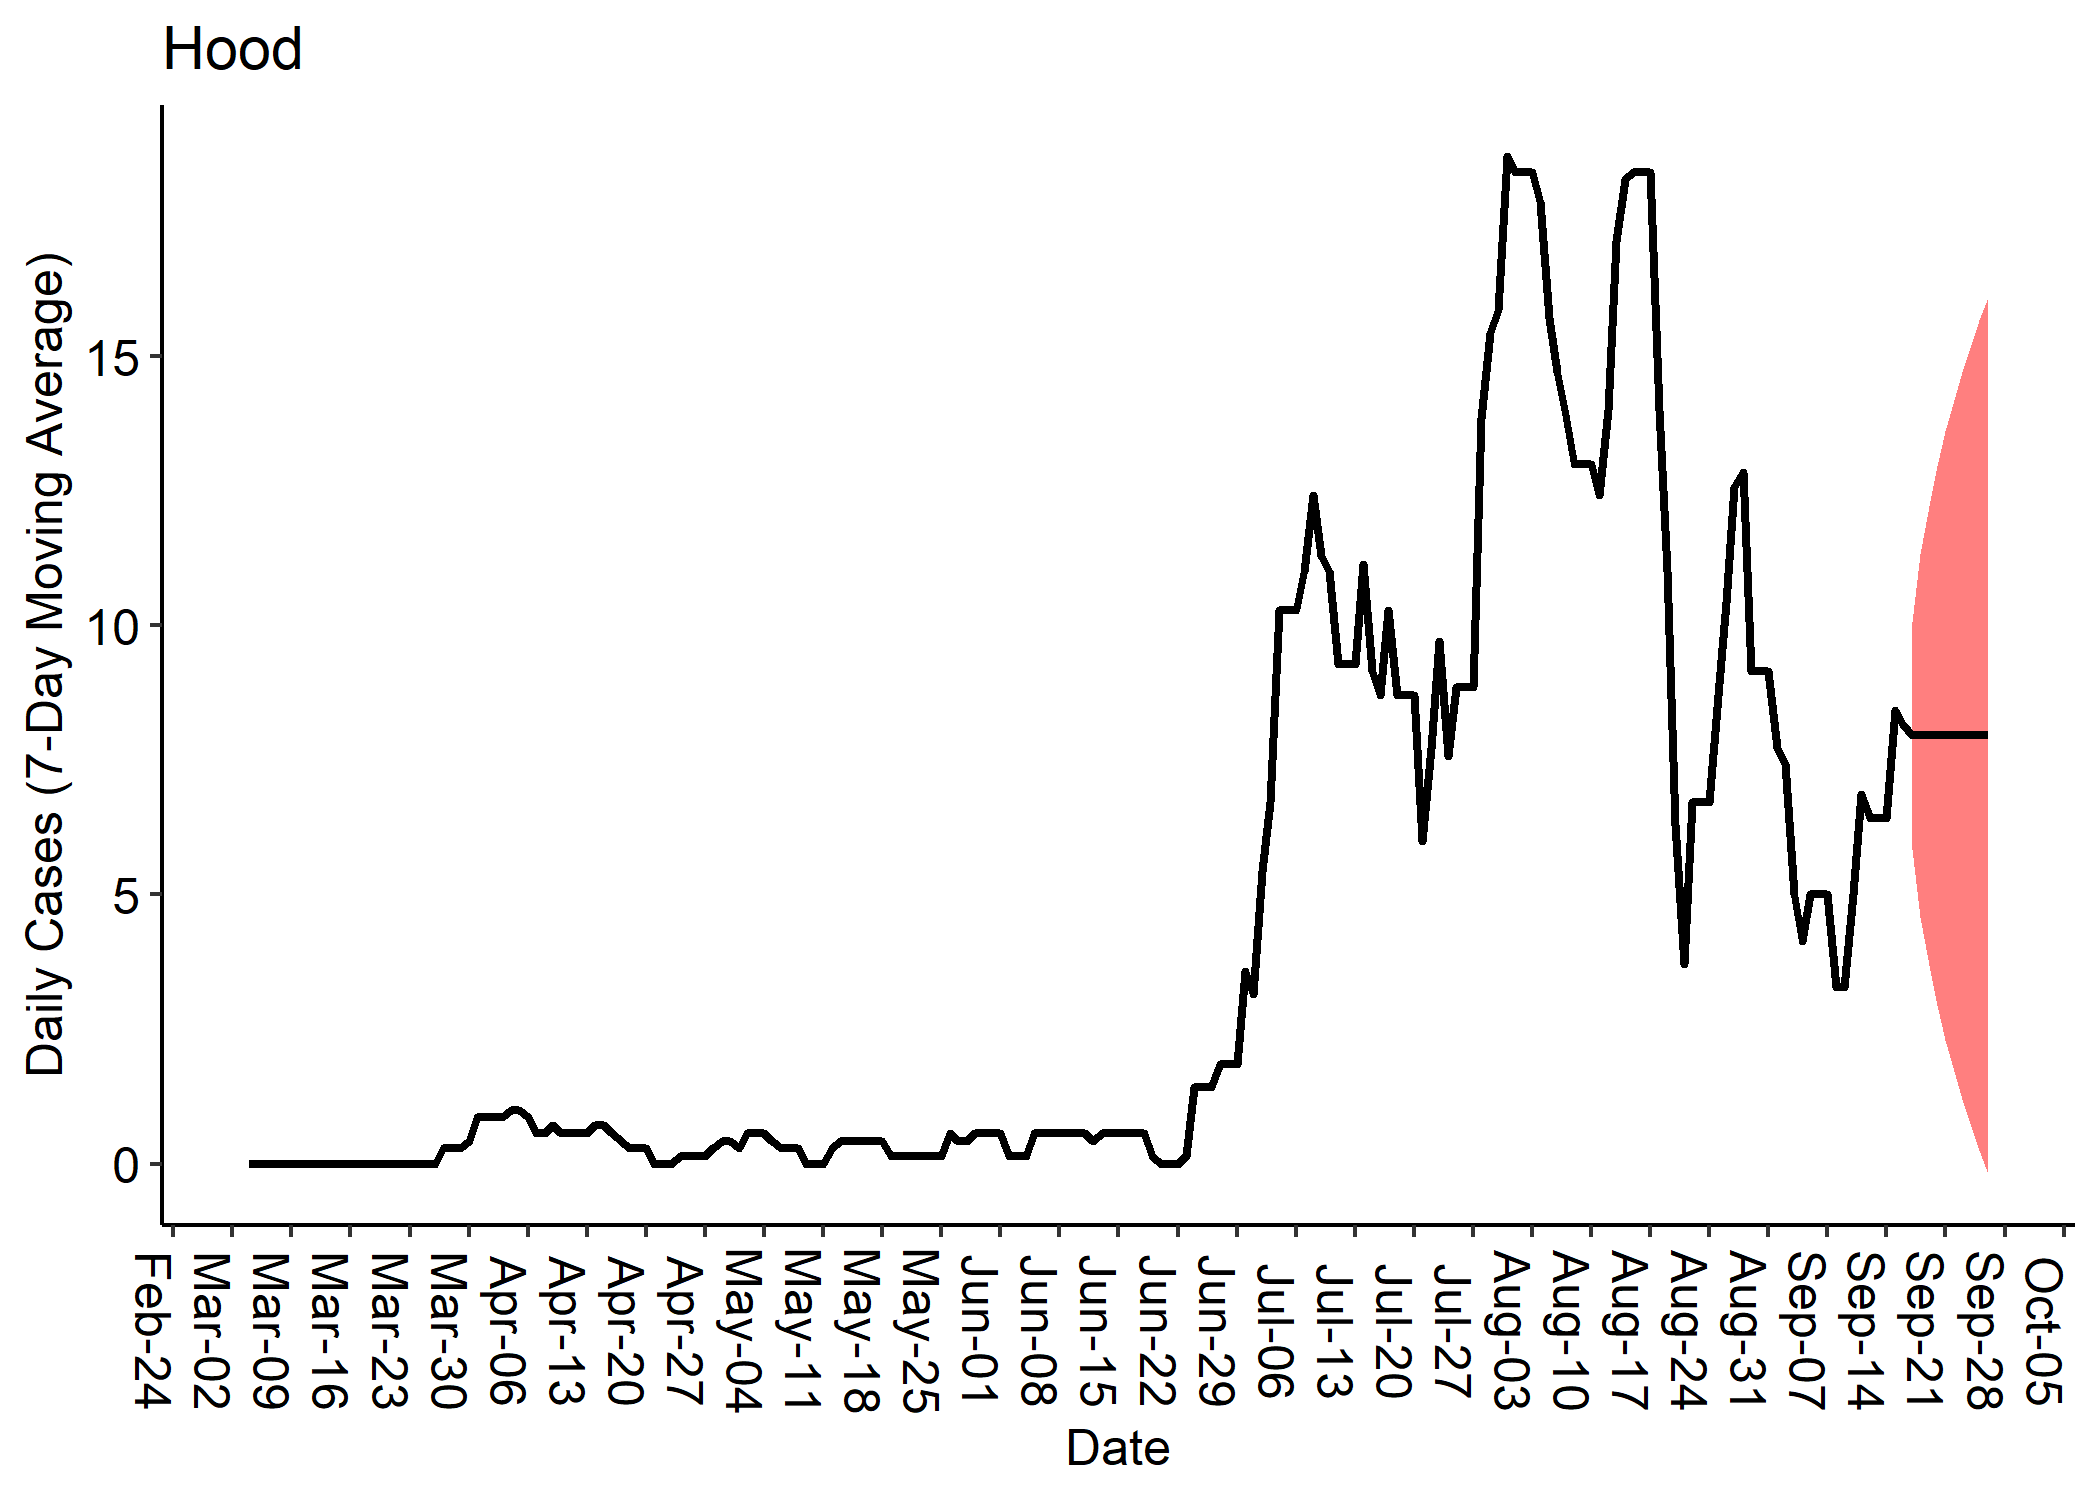 Hood
Daily Cases (7-Day Moving Average)
15
10
5
0
Feb-24
Mar-02
Mar-09
Mar-16
Mar-23
Mar-30
Apr-06
Apr-13
Apr-20
Apr-27
May-04
May-11
May-18
May-25
Jun-01
Jun-08
Jun-15
Jun-22
Jun-29
Jul-06
Jul-13
Jul-20
Jul-27
Aug-03
Aug-10
Aug-17
Aug-24
Aug-31
Sep-07
Sep-14
Sep-21
Sep-28
Oct-05
Date